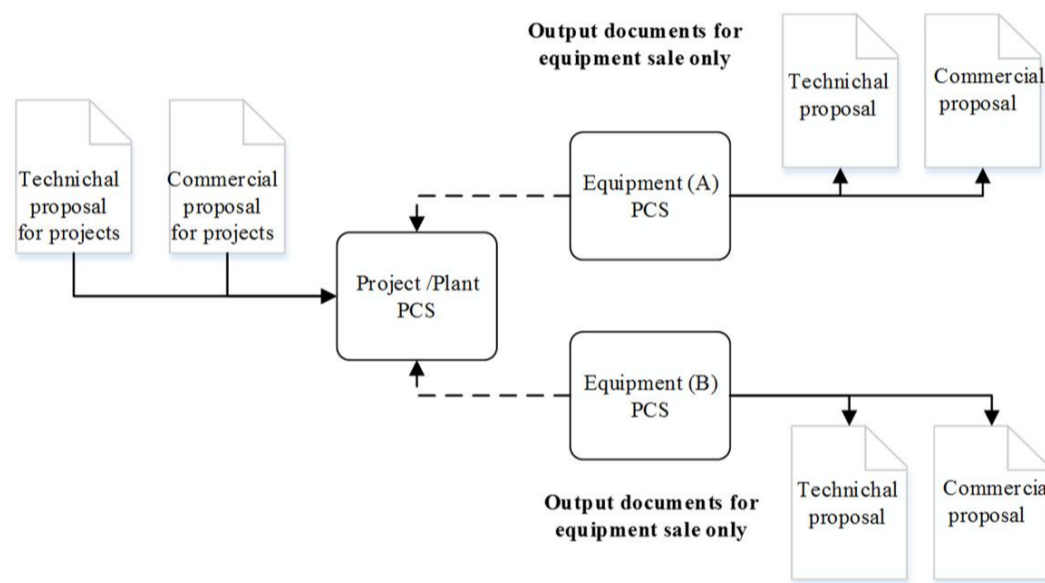 Output documents for
equipment sale only
Technichal
proposal
Commercial
proposal
Technichal
proposal
for projects
Commercial
proposal
for projects
Equipment (A)
PCS
Project /Plant
PCS
Equipment (B)
PCS
Output documents for
equipment sale only
Technichal
proposal
Commercia
proposal